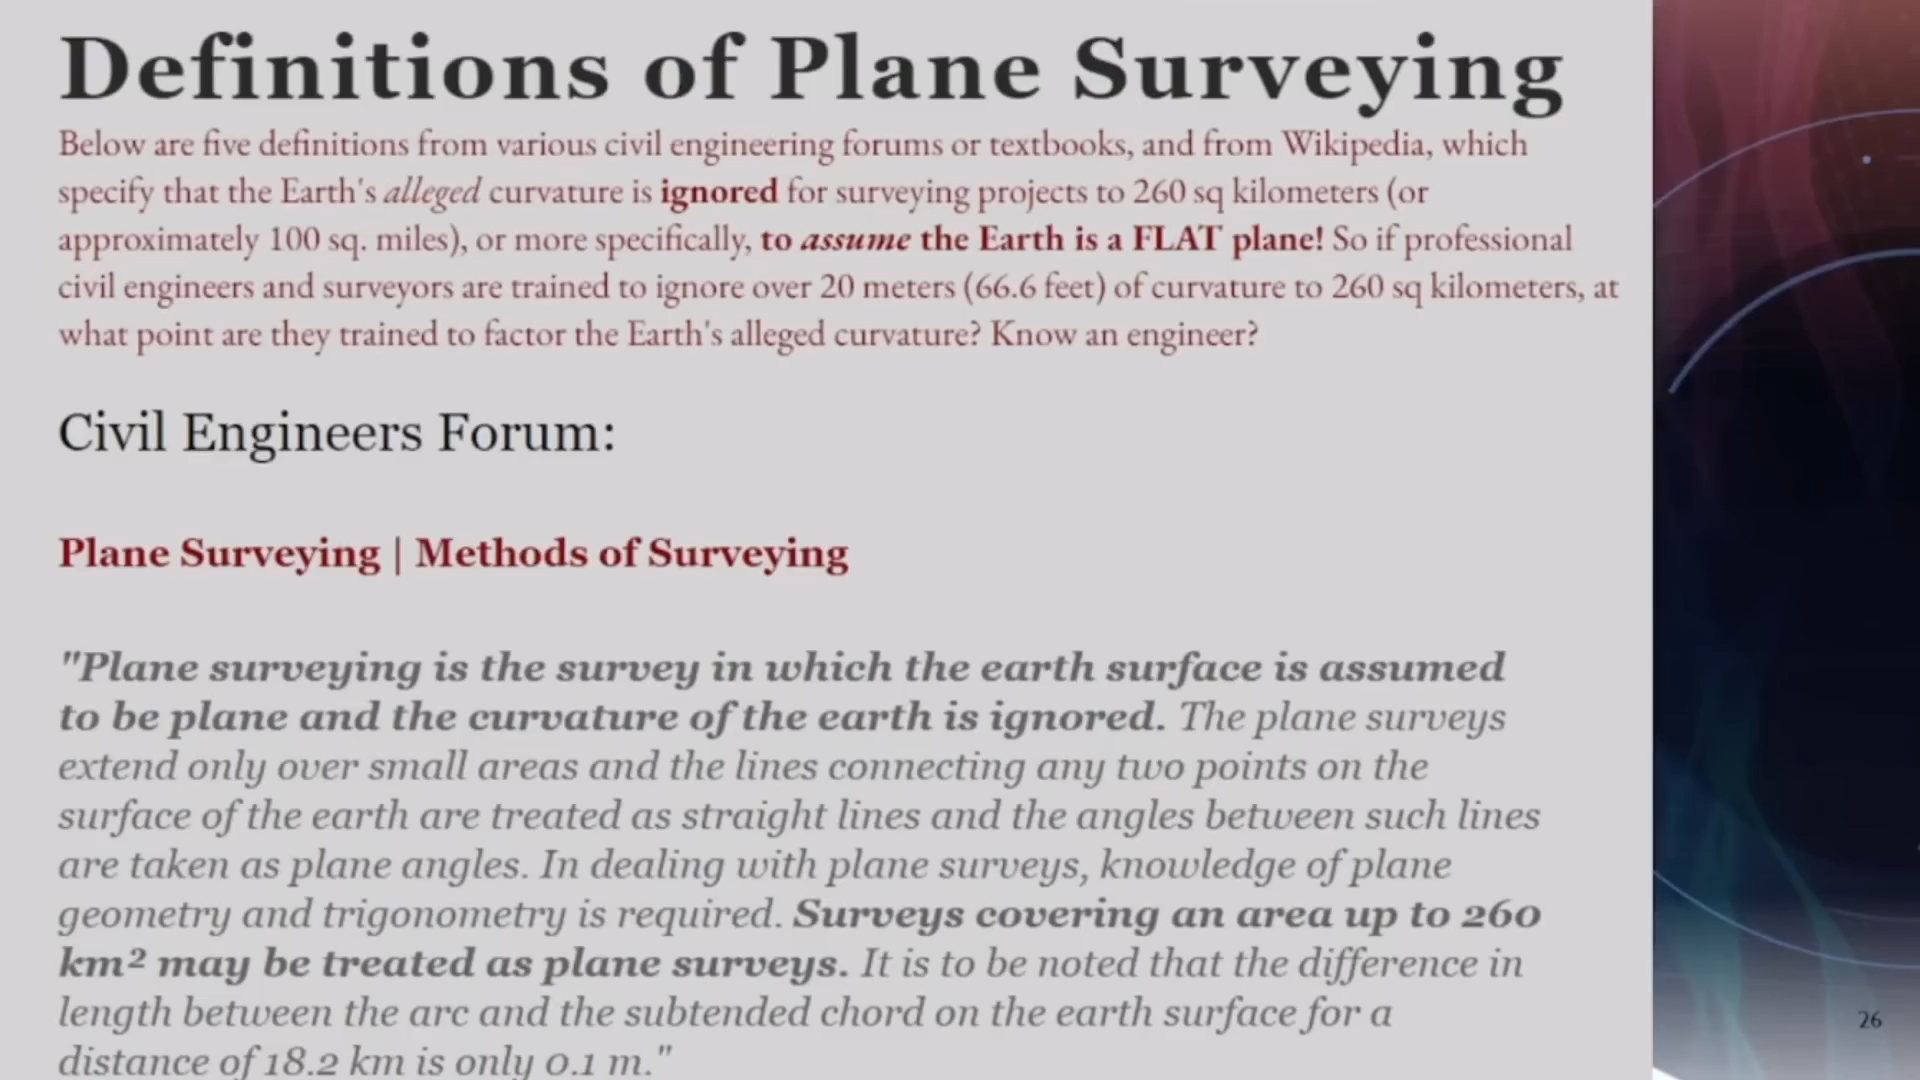 Definitions of Plane Surveying
Below are five definitions from various civil engineering forums or textbooks, and from Wikipedia, which
specify that the Earth's alleged curvature is ignored for surveying projects to 260 sq kilometers (or
approximately 100 sq. miles), or more specifically, to assume the Earth is a FLAT plane! So if professional
civil engineers and surveyors are trained to ignore over 20 meters (66.6 feet) of curvature to 260 sq kilometers, at
what point are they trained to factor the Earth's alleged curvature? Know an engineer?
Civil Engineers Forum:
Plane Surveying | Methods of Surveying
"Plane surveying is the survey in which the earth surface is assumed
to be plane and the curvature of the earth is ignored. The plane surveys
extend only over small areas and the lines connecting any two points on the
surface of the earth are treated as straight lines and the angles between such lines
are taken as plane angles. In dealing with plane surveys, knowledge of plane
geometry and trigonometry is required. Surveys covering an area up to 260
km² may be treated as plane surveys. It is to be noted that the difference in
length between the arc and the subtended chord on the earth surface for a
distance of 18.2 km is only 0.1 m."
26